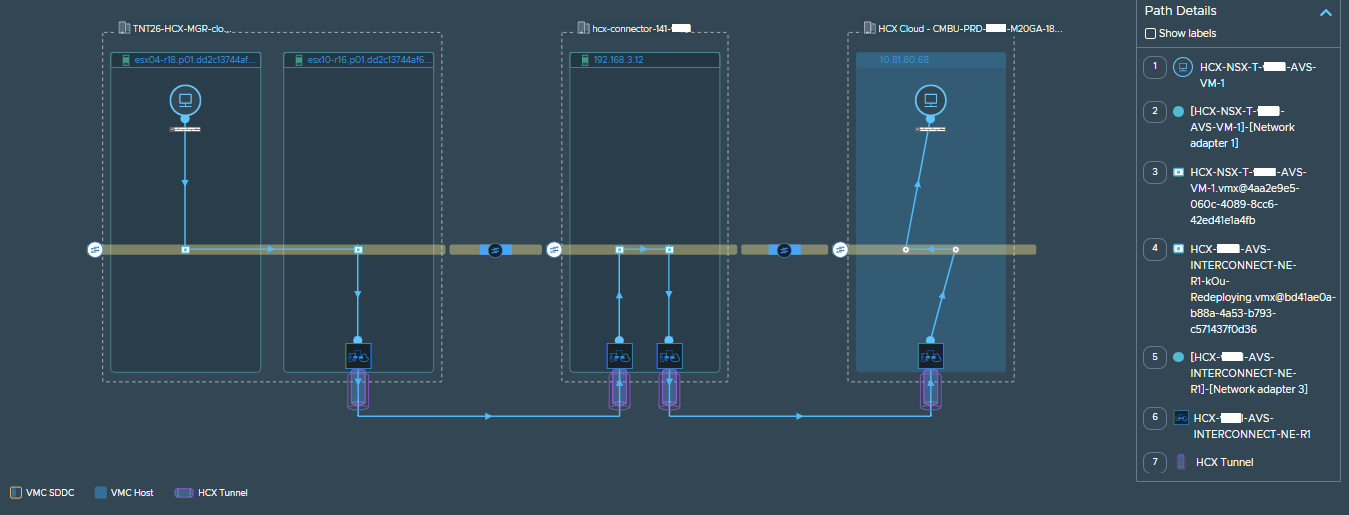 TNT26-HCX-MGR-clo...
hcx-connector-141-
HCX Cloud - CMBU-PRD- -M20GA-18...
esx04-r18.p01.dd2c13744af...
esx10-r16.p01.dd2c13744af6...
192.168.3.12
10.81.80.68
VMC SDDC
VMC Host
HCX Tunnel
Path Details
Show labels
1
HCX-NSX-T- -AVS-
VM-1
2
[HCX-NSX-T- -
AVS-VM-1]-[Network
adapter 1]
3
HCX-NSX-T- -AVS-
VM-1.vmx@4aa2e9e5-
060c-4089-8cc6-
42ed41e1a4fb
4
HCX- -AVS-
INTERCONNECT-NE-
R1-kOu-
Redeploying.vmx@bd41ae0a-
b88a-4a53-b793-
c571437f0d36
5
[HCX- -AVS-
INTERCONNECT-NE-
R1]-[Network adapter 3]
6
HCX- -AVS-
INTERCONNECT-NE-R1
7
HCX Tunnel